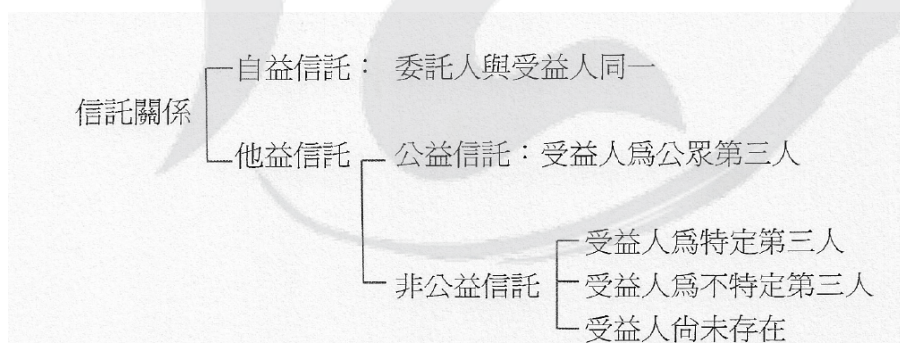 自益信託： 委託人與受益人同一
信託關係
他益信託
公益信託：受益人爲公眾第三人
受益人爲特定第三人
非公益信託
受益人爲不特定第三人
受益人尙未存在